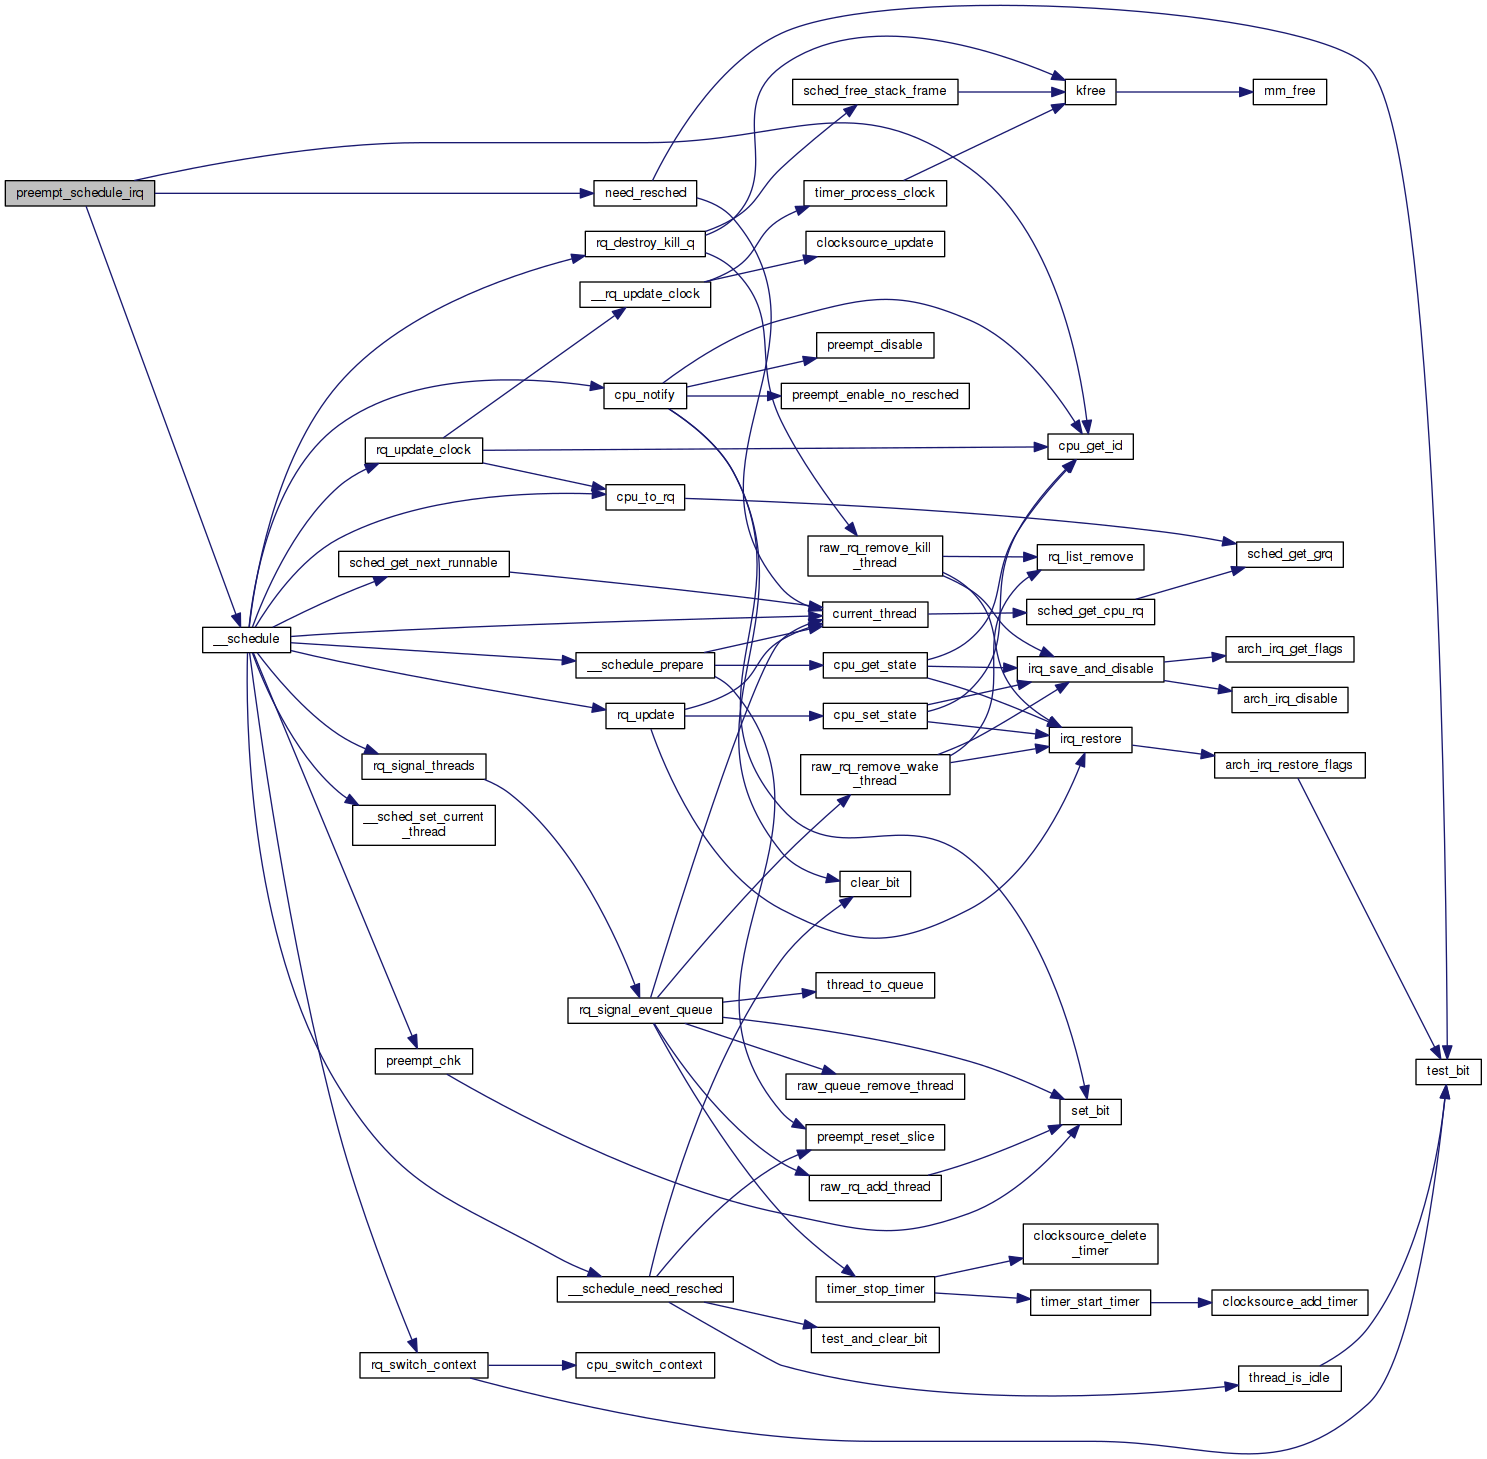 sched_free_stack_frame
kfree
mm_free
preempt_schedule_irq
need_resched
timer_process_clock
rq_destroy_kill_q
clocksource_update
__rq_update_clock
preempt_disable
cpu_notify
preempt_enable_no_resched
rq_update_clock
cpu_get_id
cpu_to_rq
raw_rq_remove_kill
_thread
rq_list_remove
sched_get_grq
sched_get_next_runnable
current_thread
sched_get_cpu_rq
__schedule
__schedule_prepare
cpu_get_state
irq_save_and_disable
arch_irq_get_flags
arch_irq_disable
rq_update
cpu_set_state
irq_restore
rq_signal_threads
raw_rq_remove_wake
_thread
arch_irq_restore_flags
__sched_set_current
_thread
clear_bit
thread_to_queue
rq_signal_event_queue
preempt_chk
raw_queue_remove_thread
test_bit
set_bit
preempt_reset_slice
raw_rq_add_thread
clocksource_delete
_timer
__schedule_need_resched
timer_stop_timer
timer_start_timer
clocksource_add_timer
test_and_clear_bit
rq_switch_context
cpu_switch_context
thread_is_idle